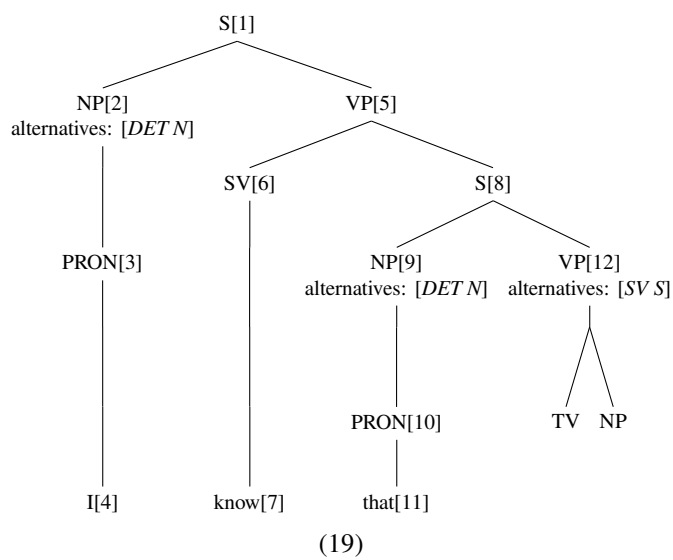 S[1]
NP[2] VP[5]
alternatives: [DET N]
SV[6] S[8]
PRON[3] NP[9] VP[12]
alternatives: [DET N] alternatives: [SV S]
PRON[10] TV NP
I[4] know[7] that[11]
(19)